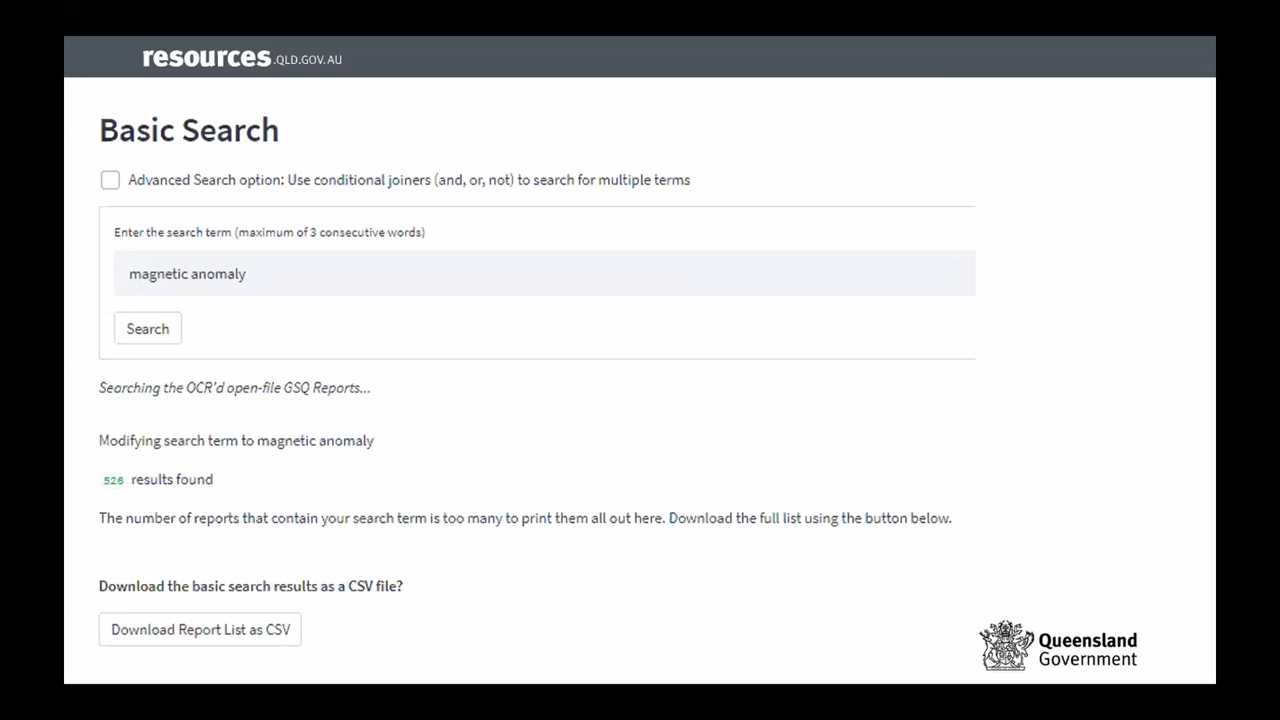 resources.QLD.GOV.AU
Basic Search
Advanced Search option: Use conditional joiners (and, or, not) to search for multiple terms
Enter the search term (maximum of 3 consecutive words)
magnetic anomaly
Search
Searching the OCR'd open-file GSQ Reports...
Modifying search term to magnetic anomaly
526 results found
The number of reports that contain your search term is too many to print them all out here. Download the full list using the button below.
Download the basic search results as a CSV file?
Download Report List as CSV
Queensland
Government